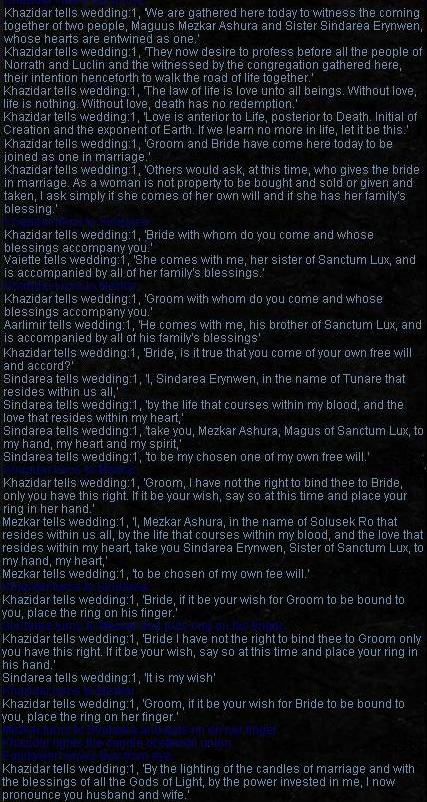 Khazidar tells wedding:1, 'We are gathered here today to witness the coming
together of two people, Magiuus Mezkar Ashura and Sister Sindarea Erynwen,
whose hearts are entwined as one.'
Khazidar tells wedding:1, 'They now desire to profess before all the people of
Norrath and Luclin and the witnessed by the congregation gathered here,
their intention henceforth to walk the road of life together.'
Khazidar tells wedding:1, 'The law of life is love unto all beings. Without love,
life is nothing. Without love, death has no redemption.'
Khazidar tells wedding:1, 'Love is anterior to Life, posterior to Death. Initial of
Creation and the exponent of Earth. If we learn no more in life, let it be this.'
Khazidar tells wedding:1, 'Groom and Bride have come here today to be
joined as one in marriage.'
Khazidar tells wedding:1, 'Others would ask, at this time, who gives the bride
in marriage. As a woman is not property to be bought and sold or given and
taken, I ask simply if she comes of her own will and if she has her family's
blessing.'
Khazidar tells wedding:1, 'Bride with whom do you come and whose
blessings accompany you.'
Vaiette tells wedding:1, 'She comes with me, her sister of Sanctum Lux, and
is accompanied by all of her family's blessings.'
Khazidar tells wedding:1, 'Groom with whom do you come and whose
blessings accompany you.'
Aarlimir tells wedding:1, 'He comes with me, his brother of Sanctum Lux, and
is accompanied by all of his family's blessings'
Khazidar tells wedding:1, 'Bride, Is it true that you come of your own free will
and accord?'
Sindarea tells wedding:1, 'I, Sindarea Erynwen, in the name of Tunare that
resides within us all,'
Sindarea tells wedding:1, 'by the life that courses within my blood, and the
love that resides within my heart,'
Sindarea tells wedding:1, 'take you, Mezkar Ashura, Magus of Sanctum Lux, to
my hand, my heart and my spirit,'
Sindarea tells wedding:1, 'to be my chosen one of my own free will.'
Khazidar turns to Mezkar.
Khazidar tells wedding:1, 'Groom, I have not the right to bind thee to Bride,
only you have this right. If it be your wish, say so at this time and place your
ring in her hand.'
Mezkar tells wedding:1, 'I, Mezkar Ashura, in the name of Solusek Ro that
resides within us all, by the life that courses within my blood, and the love that
resides within my heart, take you Sindarea Erynwen, Sister of Sanctum Lux, to
my hand, my heart,'
Mezkar tells wedding:1, 'to be chosen of my own fee will.'
Khazidar tells wedding:1, 'Bride, if it be your wish for Groom to be bound to
you, place the ring on his finger.'
Khazidar tells wedding:1, 'Bride I have not the right to bind thee to Groom only
you have this right. If it be your wish, say so at this time and place your ring in
his hand.'
Sindarea tells wedding:1, 'It is my wish'
Khazidar turns to Mezkar.
Khazidar tells wedding:1, 'Groom, if it be your wish for Bride to be bound to
you, place the ring on her finger.'
Khazidar tells wedding:1, 'By the lighting of the candles of marriage and with
the blessings of all the Gods of Light, by the power invested in me, I now
pronounce you husband and wife.'